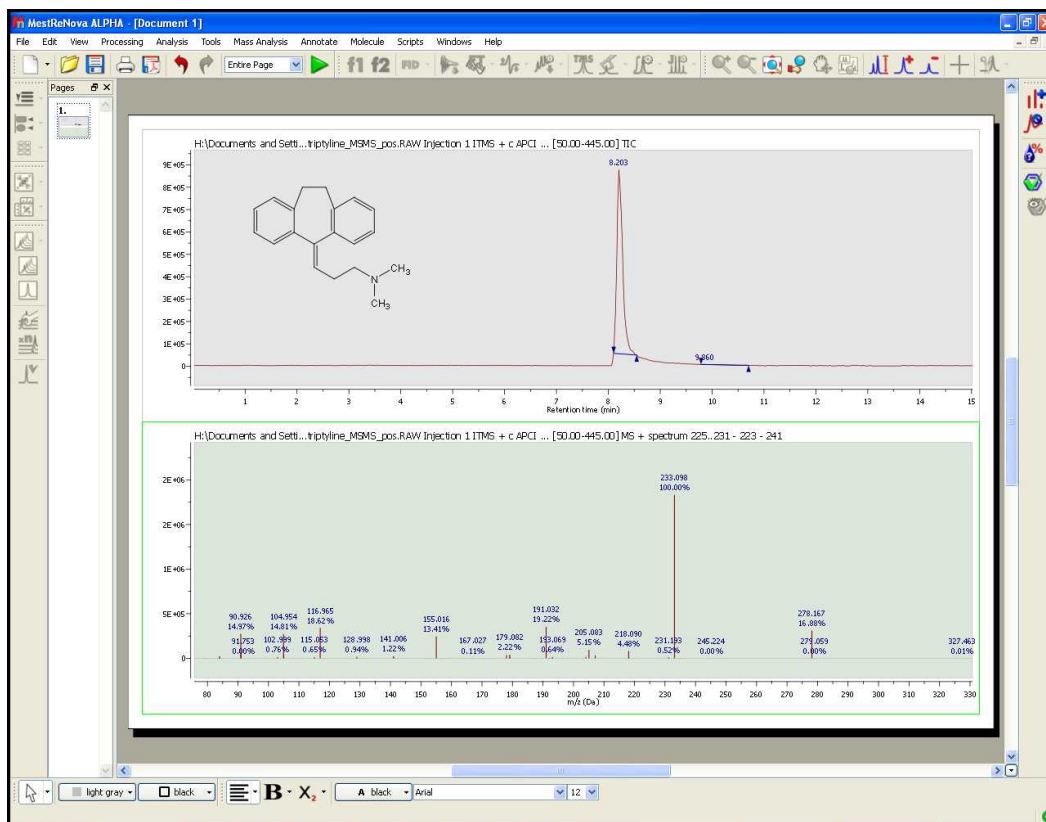 MestReNova ALPHA - [Document 1]
File Edit View Processing Analysis Tools Mass Analysis Annotate Molecule Scripts Windows Help
Entire Page f1 f2 FID
Pages
1.
H:\Documents and Setti...triptyline_MSMS_pos.RAW Injection 1 ITMS + c APCI ... [50.00-445.00] TIC
8.203
9E+05
8E+05
7E+05
6E+05
5E+05
4E+05
3E+05
2E+05
1E+05
0
CH3
N
CH3
9.860
1 2 3 4 5 6 7 8 9 10 11 12 13 14 15
Retention time (min)
H:\Documents and Setti...triptyline_MSMS_pos.RAW Injection 1 ITMS + c APCI ... [50.00-445.00] MS + spectrum 225..231 - 223 - 241
2E+06
2E+06
1E+06
5E+05
0
233.098
100.00%
90.926
14.97%
104.954
14.81%
116.965
18.62%
155.016
13.41%
191.032
19.22%
278.167
16.88%
91.753
0.00%
102.999
0.76%
115.053
0.65%
128.998
0.94%
141.006
1.22%
167.027
0.11%
179.082
2.22%
193.069
0.64%
205.083
5.15%
218.090
4.48%
231.193
0.52%
245.224
0.00%
279.059
0.00%
327.463
0.01%
80 90 100 110 120 130 140 150 160 170 180 190 200 210 220 230 240 250 260 270 280 290 300 310 320 330
m/z (Da)
light gray black B X2 A black Arial 12